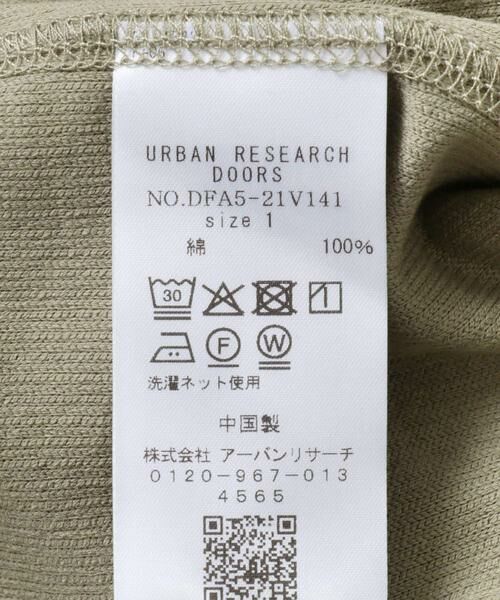 URBAN RESEARCH
DOORS
NO.DFA5-21V141
size 1
綿 100%
30
F W
洗濯ネット使用
中国製
株式会社 アーバンリサーチ
0120-967-013
4565